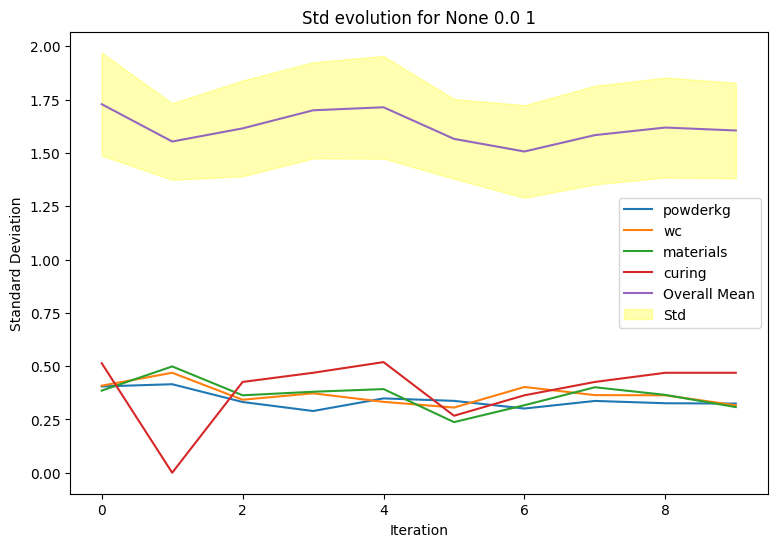 Std evolution for None 0.0 1
2.00
1.75
1.50
1.25
1.00
0.75
0.50
0.25
0.00
Standard Deviation
powderkg
wc
materials
curing
Overall Mean
Std
0 2 4 6 8
Iteration